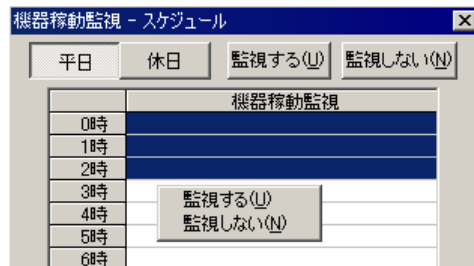 機器稼動監視 - スケジュール
平日 休日 監視する(U) 監視しない(N)
機器稼動監視
0時
1時
2時
3時
監視する(U)
4時
監視しない(N)
5時
6時